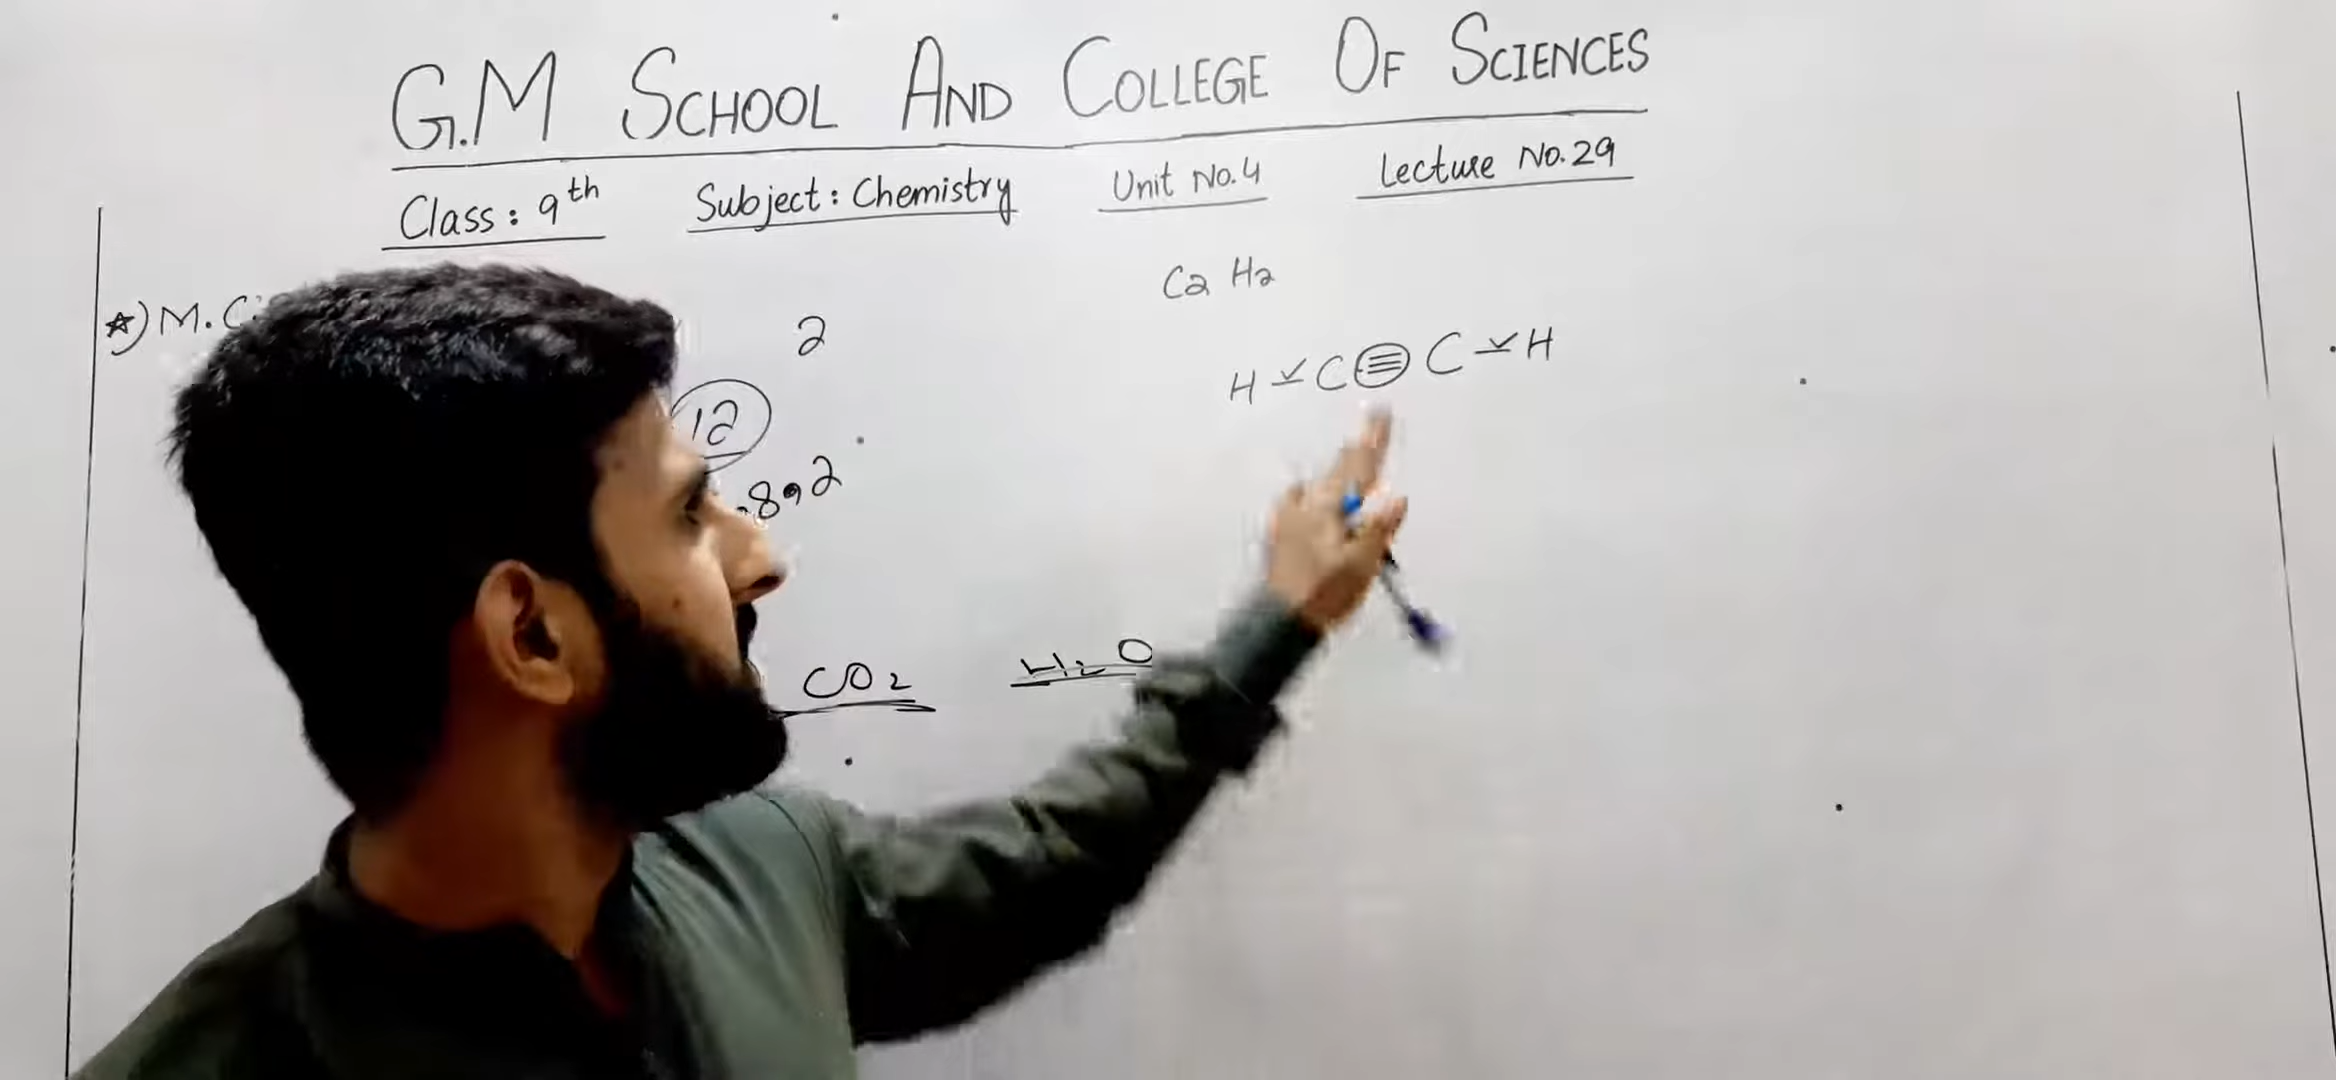 G.M SCHOOL AND COLLEGE OF SCIENCES
Class: 9th Subject: Chemistry Unit No.4 Lecture No.29
C2 H2
*) M.C.
2
H - C ≡ C - H
12
892
CO2 H2O